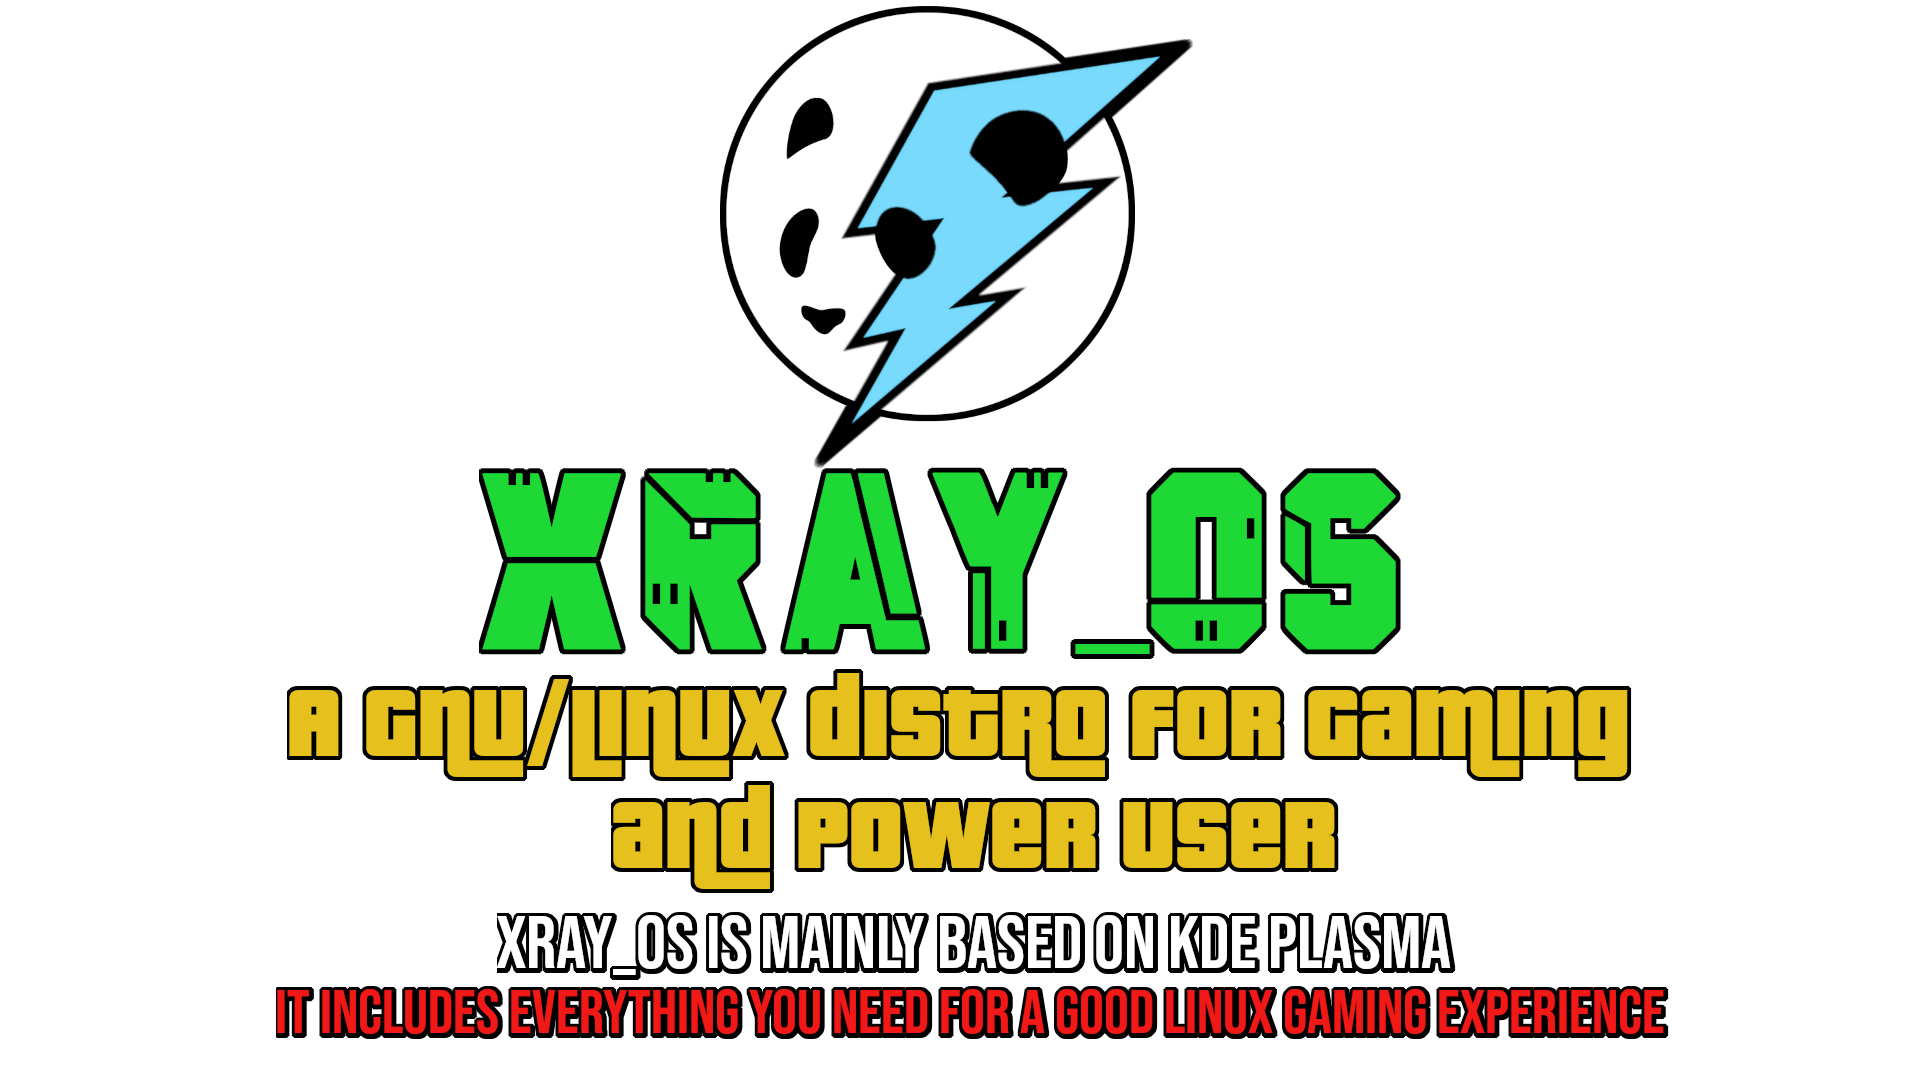 XRAY_OS
A GNU/LINUX DISTRO FOR GAMING
AND POWER USER
XRAY_OS IS MAINLY BASED ON KDE PLASMA
IT INCLUDES EVERYTHING YOU NEED FOR A GOOD LINUX GAMING EXPERIENCE